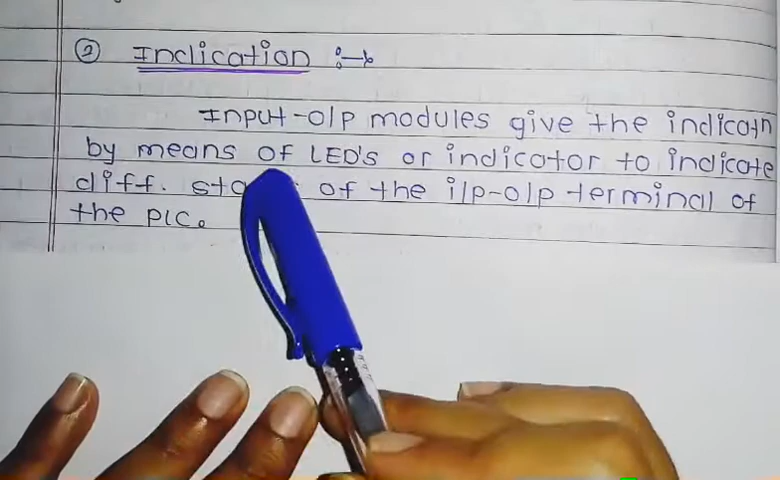 ② Indication :→
Input-o/p modules give the indicatn
by means of LED's or indicator to indicate
diff. of the i/p-o/p terminal of
the PLC.